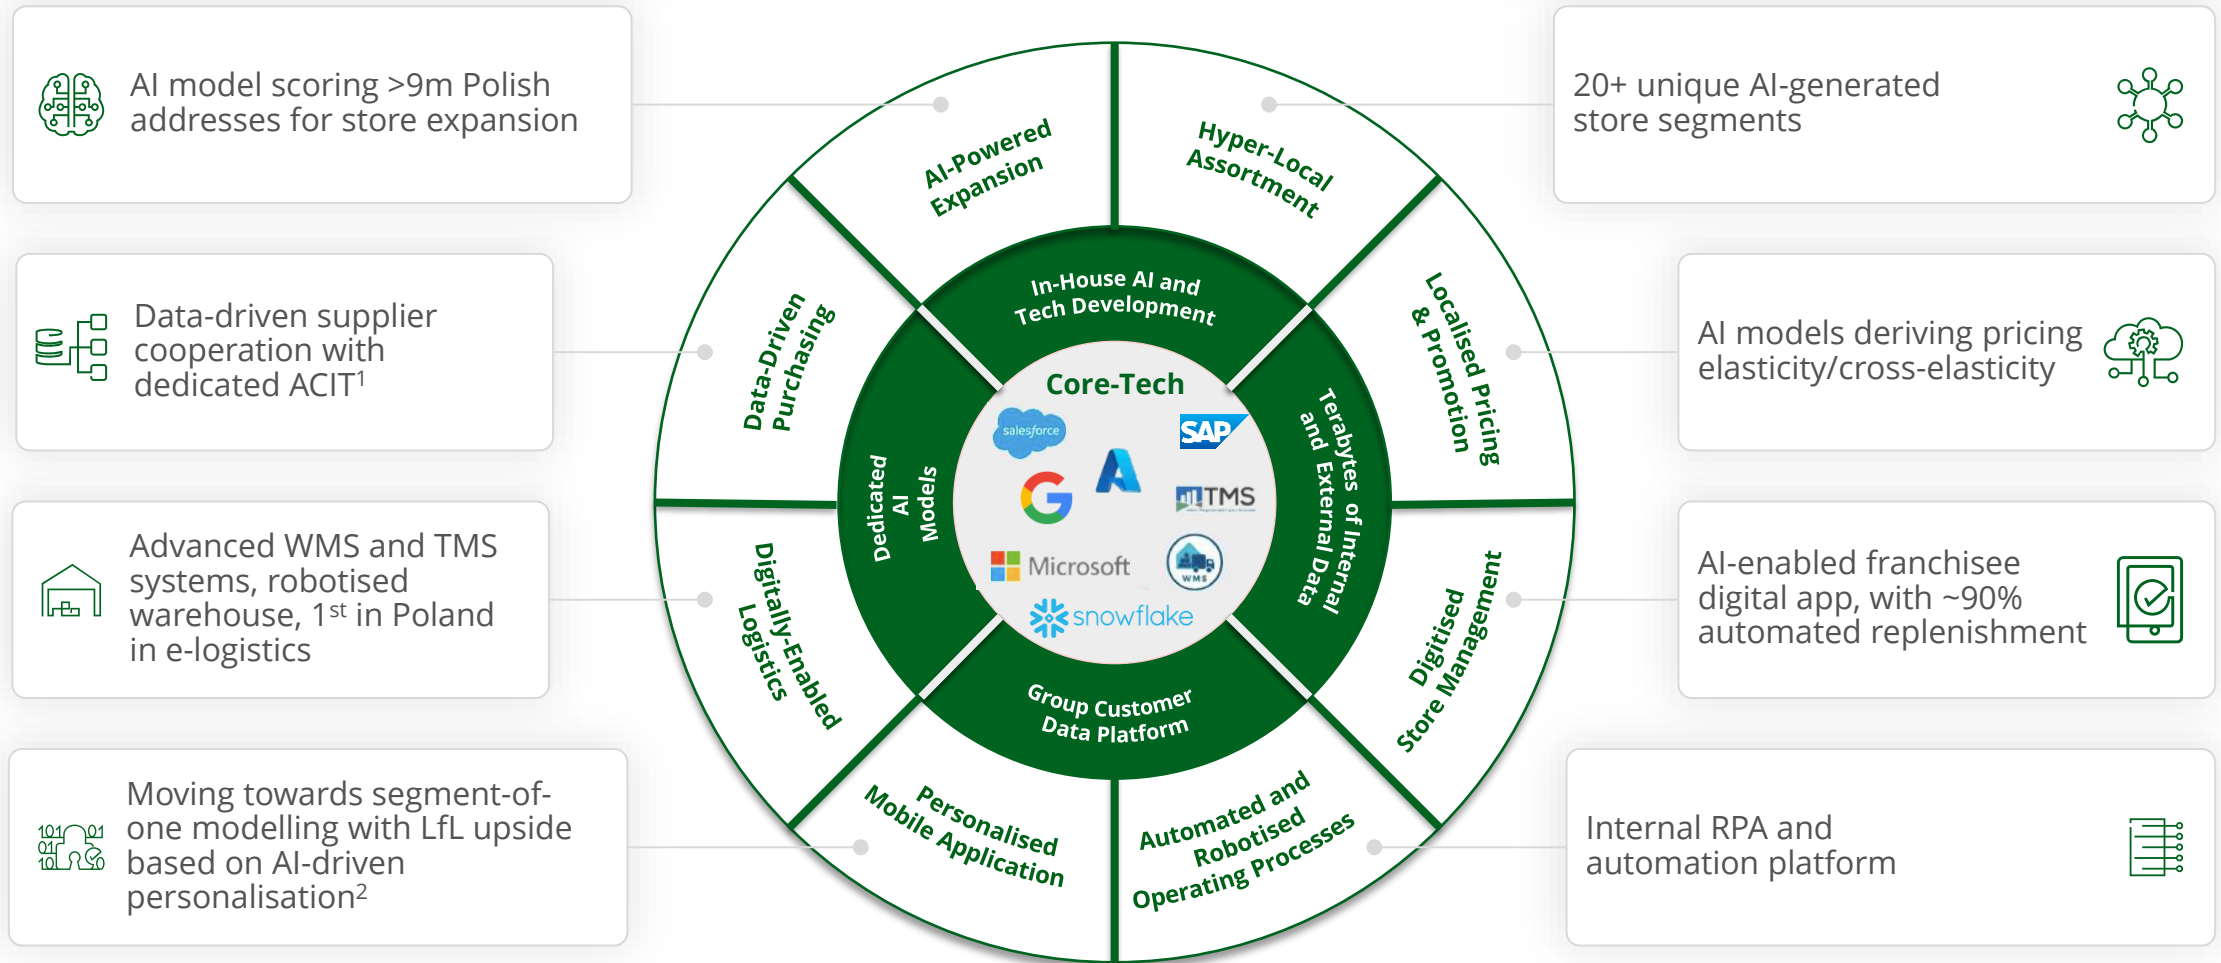 AI model scoring >9m Polish
addresses for store expansion
Data-driven supplier
cooperation with
dedicated ACIT¹
Advanced WMS and TMS
systems, robotised
warehouse, 1ˢᵗ in Poland
in e-logistics
Moving towards segment-of-
one modelling with LfL upside
based on AI-driven
personalisation²
AI-Powered
Expansion
Hyper-Local
Assortment
Data-Driven
Purchasing
Localised Pricing
& Promotion
Digitally-Enabled
Logistics
Digitised
Store Management
Personalised
Mobile Application
Automated and
Robotised
Operating Processes
In-House AI and
Tech Development
Dedicated
AI
Models
Terabytes of Internal
and External Data
Group Customer
Data Platform
Core-Tech
salesforce
SAP
TMS
Microsoft
WMS
snowflake
20+ unique AI-generated
store segments
AI models deriving pricing
elasticity/cross-elasticity
AI-enabled franchisee
digital app, with ~90%
automated replenishment
Internal RPA and
automation platform
101 01
01
10 0